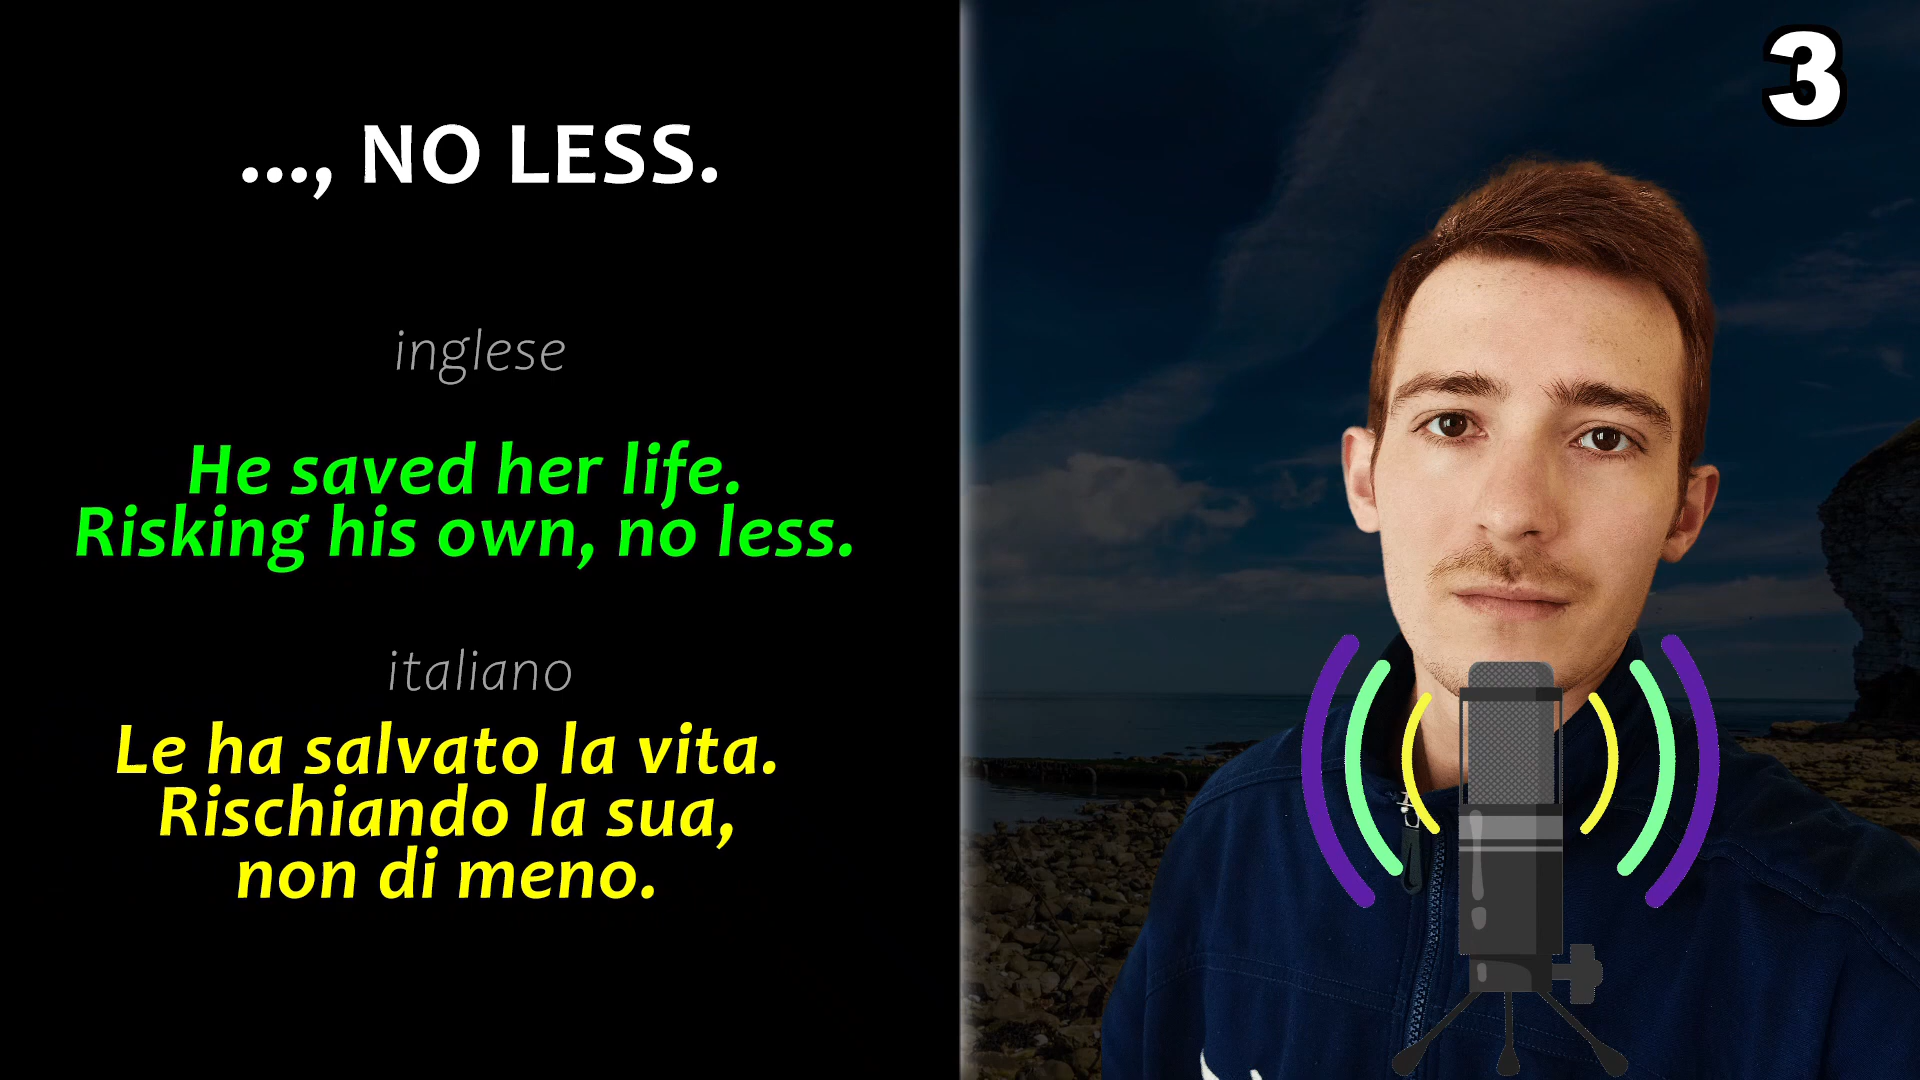 ..., NO LESS.
3
inglese
He saved her life.
Risking his own, no less.
italiano
Le ha salvato la vita.
Rischiando la sua,
non di meno.